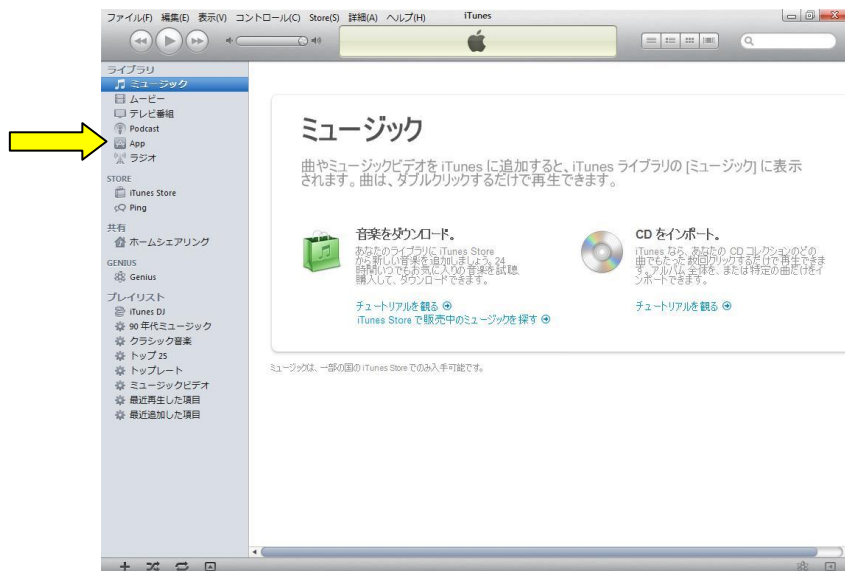 ファイル(F) 編集(E) 表示(V) コントロール(C) Store(S) 詳細(A) ヘルプ(H) iTunes
ライブラリ
ミュージック
ムービー
テレビ番組
Podcast
App
ラジオ
STORE
iTunes Store
Ping
共有
ホームシェアリング
GENIUS
Genius
プレイリスト
iTunes DJ
90 年代ミュージック
クラシック音楽
トップ 25
トップレート
ミュージックビデオ
最近再生した項目
最近追加した項目
ミュージック
曲やミュージックビデオを iTunes に追加すると、iTunes ライブラリの [ミュージック] に表示
されます。曲は、ダブルクリックするだけで再生できます。
音楽をダウンロード。
あなたのライブラリに iTunes Store
から新しい音楽を追加しましょう。24
時間いつでもお気に入りの音楽を試聴、
購入して、ダウンロードできます。
チュートリアルを観る
iTunes Store で販売中のミュージックを探す
CD をインポート。
iTunes なら、あなたの CD コレクションのどの
曲でもたった数回クリックするだけで再生できま
す。アルバム全体を、または特定の曲だけをイ
ンポートできます。
チュートリアルを観る
ミュージックは、一部の国の iTunes Store でのみ入手可能です。